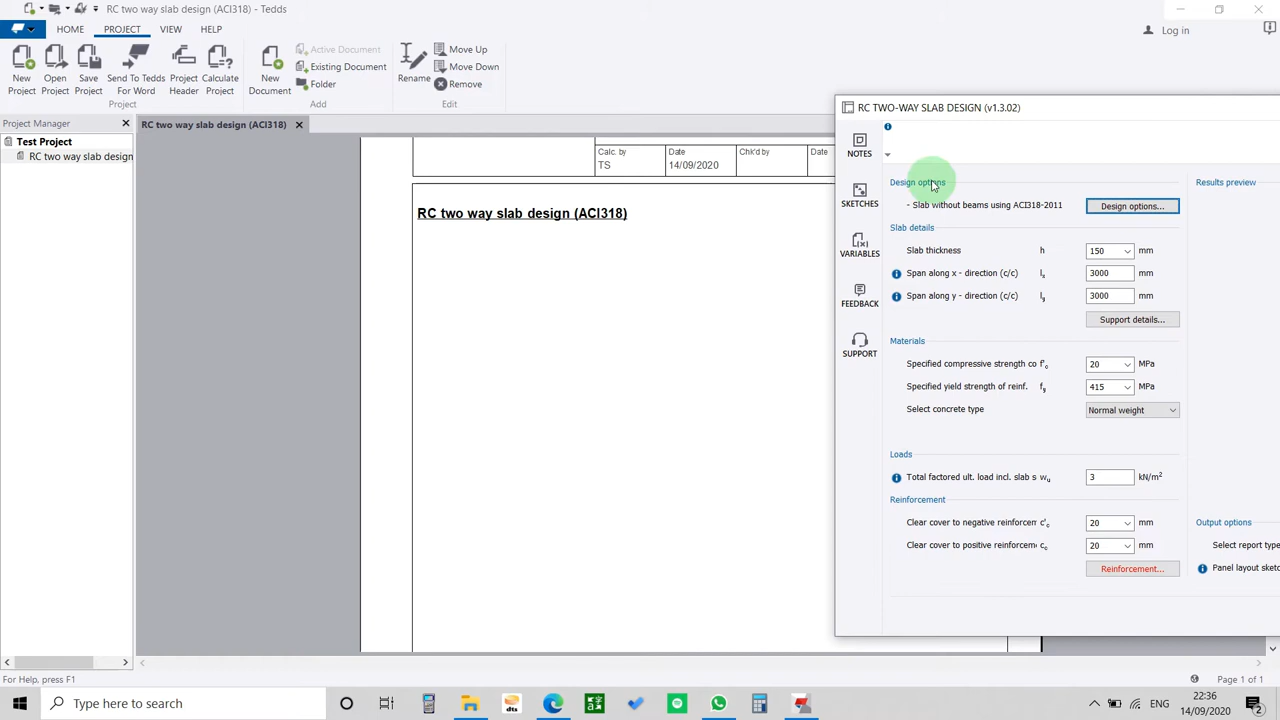 RC two way slab design (ACI318) - Tedds
HOME
PROJECT
VIEW
HELP
Log in
New Project
Open Project
Save Project
Send To Tedds For Word
Project Header
Calculate Project
Project
New Document
Active Document
Existing Document
Folder
Add
Rename
Move Up
Move Down
Remove
Edit
Project Manager
Test Project
RC two way slab design
RC two way slab design (ACI318)
Calc. by
TS
Date
14/09/2020
Chk'd by
Date
RC two way slab design (ACI318)
RC TWO-WAY SLAB DESIGN (v1.3.02)
NOTES
SKETCHES
VARIABLES
FEEDBACK
SUPPORT
Design options
- Slab without beams using ACI318-2011
Design options...
Slab details
Slab thickness h 150 mm
Span along x - direction (c/c) lx 3000 mm
Span along y - direction (c/c) ly 3000 mm
Support details...
Materials
Specified compressive strength co f'c 20 MPa
Specified yield strength of reinf. fy 415 MPa
Select concrete type Normal weight
Loads
Total factored ult. load incl. slab s wu 3 kN/m²
Reinforcement
Clear cover to negative reinforcem c'c 20 mm
Clear cover to positive reinforcem cc 20 mm
Reinforcement...
Results preview
Output options
Select report type
Panel layout sketc
For Help. press F1
Page 1 of 1
Type here to search
dts
ENG
22:36
14/09/2020
2